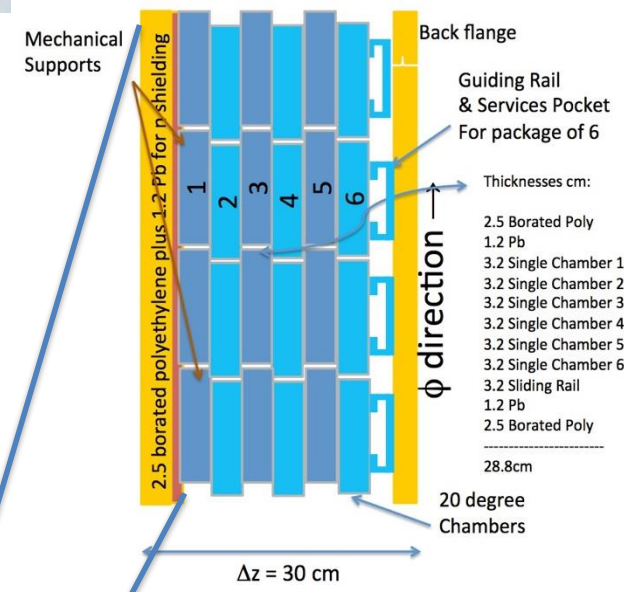 Mechanical
Supports
2.5 borated polyethylene plus 1.2 Pb for n shielding
1
2
3
4
5
6
Back flange
Guiding Rail
& Services Pocket
For package of 6
ϕ direction
Thicknesses cm:
2.5 Borated Poly
1.2 Pb
3.2 Single Chamber 1
3.2 Single Chamber 2
3.2 Single Chamber 3
3.2 Single Chamber 4
3.2 Single Chamber 5
3.2 Single Chamber 6
3.2 Sliding Rail
1.2 Pb
2.5 Borated Poly
------------------------
28.8cm
20 degree
Chambers
Δz = 30 cm